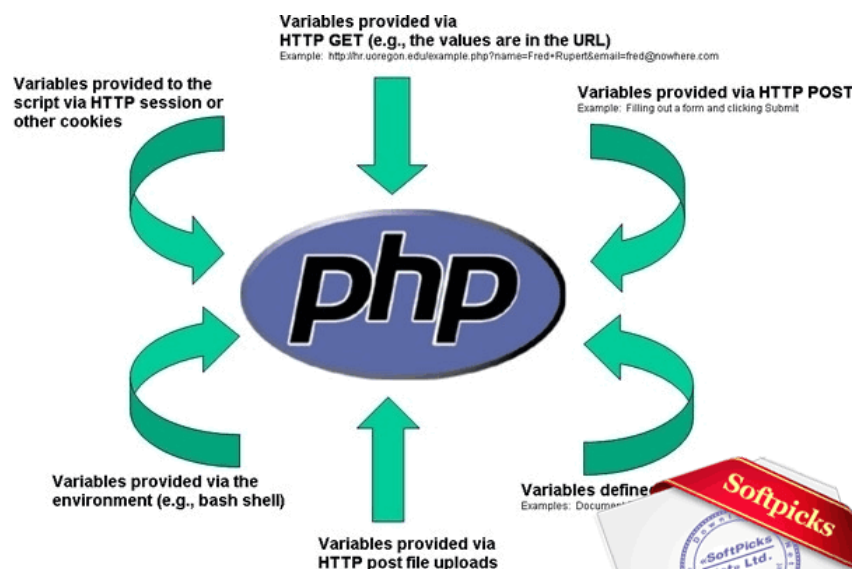 Variables provided via
HTTP GET (e.g., the values are in the URL)
Example: http://hr.uoregon.edu/example.php?name=Fred+Rupert&email=fred@nowhere.com
Variables provided to the
script via HTTP session or
other cookies
Variables provided via HTTP POST
Example: Filling out a form and clicking Submit
php
Variables provided via the
environment (e.g., bash shell)
Variables define
Examples: Document
Variables provided via
HTTP post file uploads
Softpicks
«SoftPicks
Ltd.